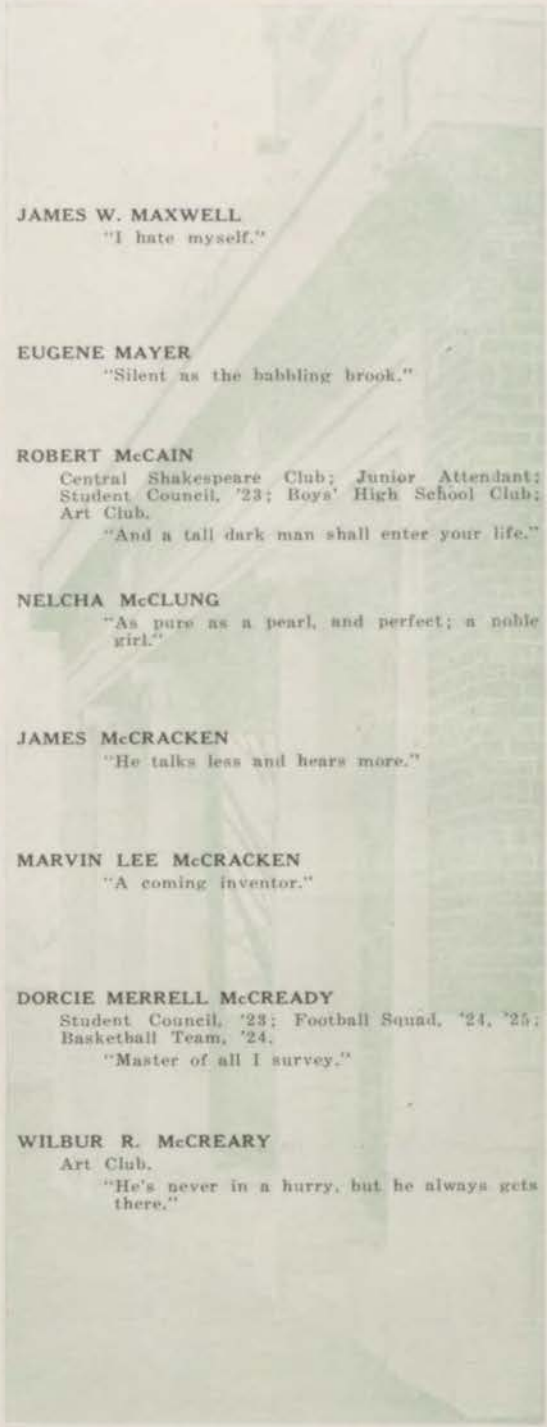 JAMES W. MAXWELL
"I hate myself."
EUGENE MAYER
"Silent as the babbling brook."
ROBERT McCAIN
Central Shakespeare Club; Junior Attendant;
Student Council, '23; Boys' High School Club;
Art Club.
"And a tall dark man shall enter your life."
NELCHA McCLUNG
"As pure as a pearl, and perfect; a noble
girl."
JAMES McCRACKEN
"He talks less and hears more."
MARVIN LEE McCRACKEN
"A coming inventor."
DORCIE MERRELL McCREADY
Student Council, '23; Football Squad, '24, '25;
Basketball Team, '24.
"Master of all I survey."
WILBUR R. McCREARY
Art Club.
"He's never in a hurry, but he always gets
there."